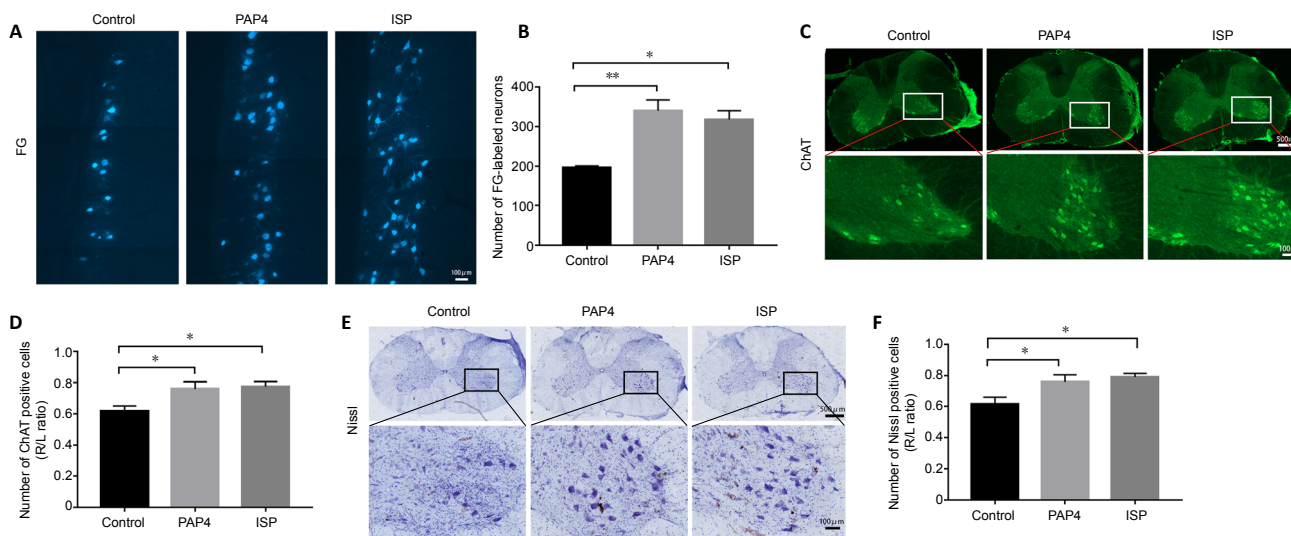 A
Control PAP4 ISP
FG
100 μm
B
Number of FG-labeled neurons
400
300
200
100
0
**
*
Control PAP4 ISP
C
Control PAP4 ISP
ChAT
500
100
D
Number of ChAT positive cells
(R/L ratio)
1.0
0.8
0.6
0.4
0.2
0
*
*
Control PAP4 ISP
E
Control PAP4 ISP
Nissl
500 μm
100 μm
F
Number of Nissl positive cells
(R/L ratio)
1.0
0.8
0.6
0.4
0.2
0
*
*
Control PAP4 ISP